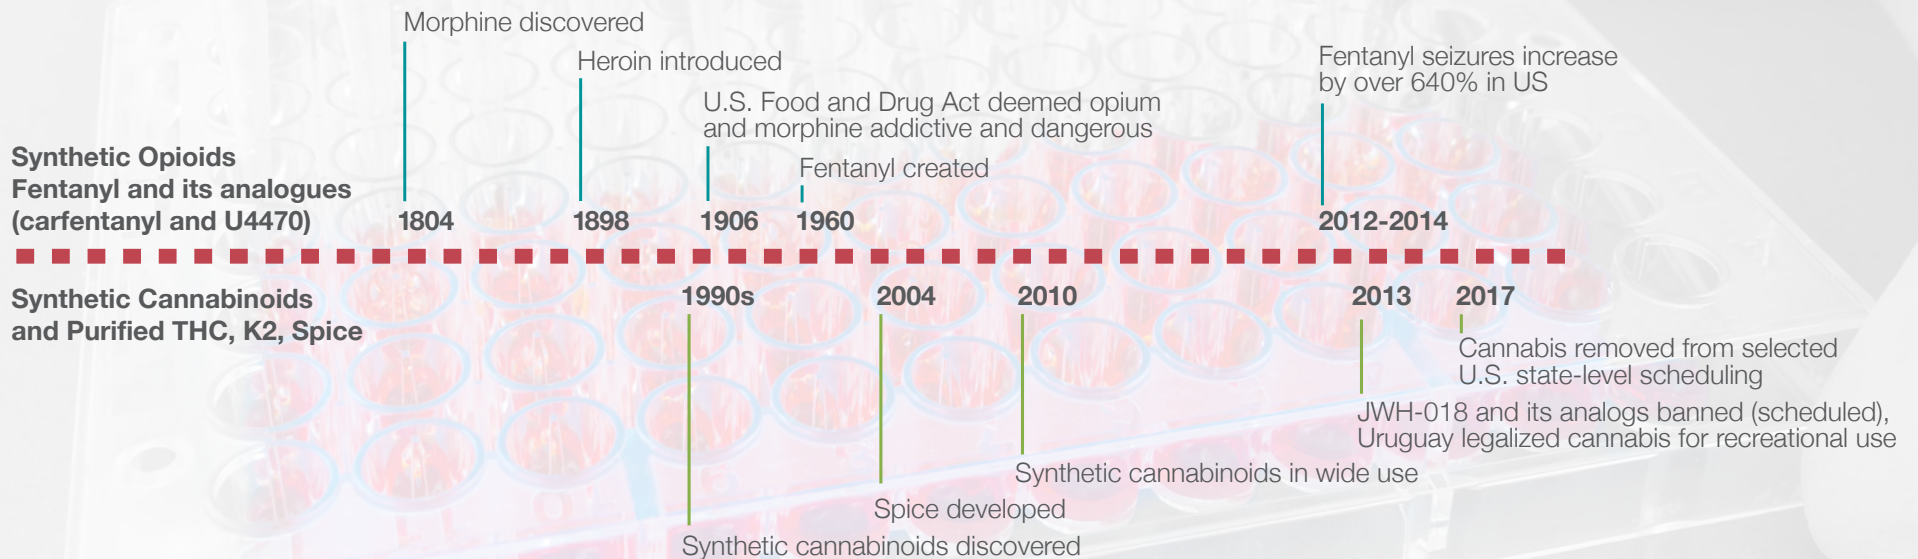 Morphine discovered
Heroin introduced
U.S. Food and Drug Act deemed opium
and morphine addictive and dangerous
Fentanyl created
Fentanyl seizures increase
by over 640% in US
Synthetic Opioids
Fentanyl and its analogues
(carfentanyl and U4470)
1804
1898
1906
1960
2012-2014
Synthetic Cannabinoids
and Purified THC, K2, Spice
1990s
2004
2010
2013
2017
Cannabis removed from selected
U.S. state-level scheduling
JWH-018 and its analogs banned (scheduled),
Uruguay legalized cannabis for recreational use
Synthetic cannabinoids in wide use
Spice developed
Synthetic cannabinoids discovered